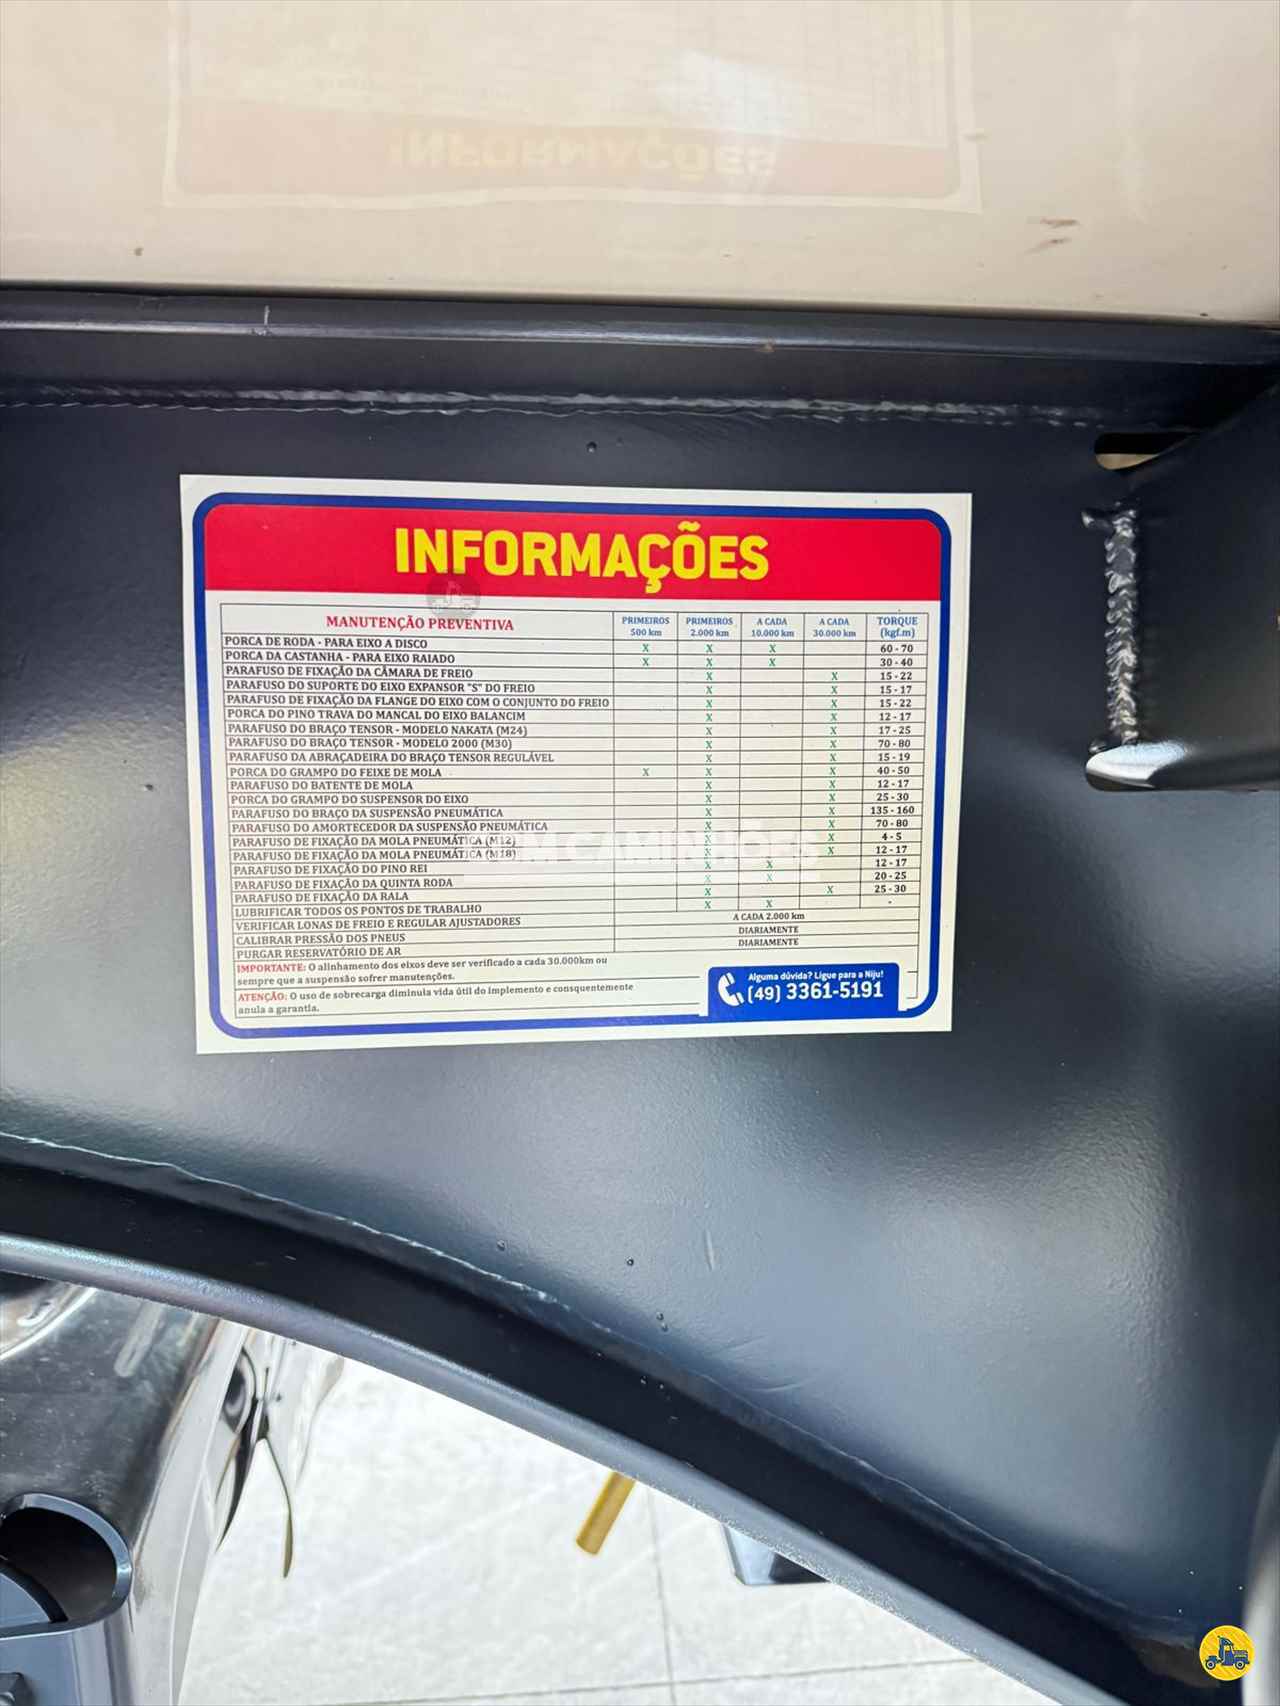 INFORMAÇÕES
INFORMAÇÕES
MANUTENÇÃO PREVENTIVA PRIMEIROS 500 km PRIMEIROS 2.000 km A CADA 10.000 km A CADA 30.000 km TORQUE (kgf.m)
PORCA DE RODA - PARA EIXO A DISCO X X X 60 - 70
PORCA DA CASTANHA - PARA EIXO RAIADO X X X 30 - 40
PARAFUSO DE FIXAÇÃO DA CÂMARA DE FREIO X X 15 - 22
PARAFUSO DO SUPORTE DO EIXO EXPANSOR "S" DO FREIO X X 15 - 17
PARAFUSO DE FIXAÇÃO DA FLANGE DO EIXO COM O CONJUNTO DO FREIO X X 15 - 22
PORCA DO PINO TRAVA DO MANCAL DO EIXO BALANCIM X X 12 - 17
PARAFUSO DO BRAÇO TENSOR - MODELO NAKATA (M24) X X 17 - 25
PARAFUSO DO BRAÇO TENSOR - MODELO 2000 (M30) X X 70 - 80
PARAFUSO DA ABRAÇADEIRA DO BRAÇO TENSOR REGULÁVEL X X 15 - 19
PORCA DO GRAMPO DO FEIXE DE MOLA X X X 40 - 50
PARAFUSO DO BATENTE DE MOLA X X 12 - 17
PORCA DO GRAMPO DO SUSPENSOR DO EIXO X X 25 - 30
PARAFUSO DO BRAÇO DA SUSPENSÃO PNEUMÁTICA X X 135 - 160
PARAFUSO DO AMORTECEDOR DA SUSPENSÃO PNEUMÁTICA X X 70 - 80
PARAFUSO DE FIXAÇÃO DA MOLA PNEUMÁTICA (M12) X X 4 - 5
PARAFUSO DE FIXAÇÃO DA MOLA PNEUMÁTICA (M18) X X 12 - 17
PARAFUSO DE FIXAÇÃO DO PINO REI X X 12 - 17
PARAFUSO DE FIXAÇÃO DA QUINTA RODA X X 20 - 25
PARAFUSO DE FIXAÇÃO DA RALA X X 25 - 30
LUBRIFICAR TODOS OS PONTOS DE TRABALHO X X -
VERIFICAR LONAS DE FREIO E REGULAR AJUSTADORES A CADA 2.000 km
CALIBRAR PRESSÃO DOS PNEUS DIARIAMENTE
PURGAR RESERVATÓRIO DE AR DIARIAMENTE
IMPORTANTE: O alinhamento dos eixos deve ser verificado a cada 30.000km ou
sempre que a suspensão sofrer manutenções.
ATENÇÃO: O uso de sobrecarga diminuia vida útil do implemento e consquentemente
anula a garantia.
Alguma dúvida? Ligue para a Niju!
(49) 3361-5191
CAMINHÕES